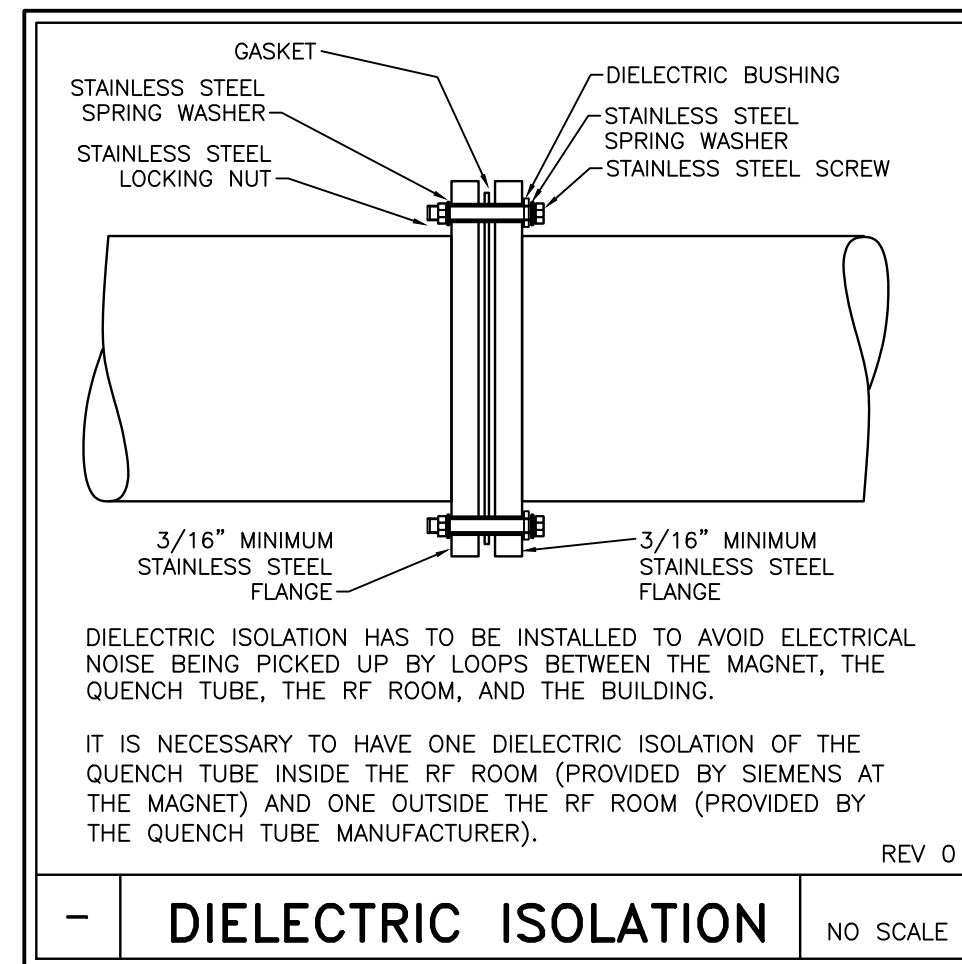 GASKET
STAINLESS STEEL
SPRING WASHER
STAINLESS STEEL
LOCKING NUT
DIELECTRIC BUSHING
STAINLESS STEEL
SPRING WASHER
STAINLESS STEEL SCREW
3/16" MINIMUM
STAINLESS STEEL
FLANGE
3/16" MINIMUM
STAINLESS STEEL
FLANGE
DIELECTRIC ISOLATION HAS TO BE INSTALLED TO AVOID ELECTRICAL
NOISE BEING PICKED UP BY LOOPS BETWEEN THE MAGNET, THE
QUENCH TUBE, THE RF ROOM, AND THE BUILDING.
IT IS NECESSARY TO HAVE ONE DIELECTRIC ISOLATION OF THE
QUENCH TUBE INSIDE THE RF ROOM (PROVIDED BY SIEMENS AT
THE MAGNET) AND ONE OUTSIDE THE RF ROOM (PROVIDED BY
THE QUENCH TUBE MANUFACTURER).
REV 0
– DIELECTRIC ISOLATION NO SCALE